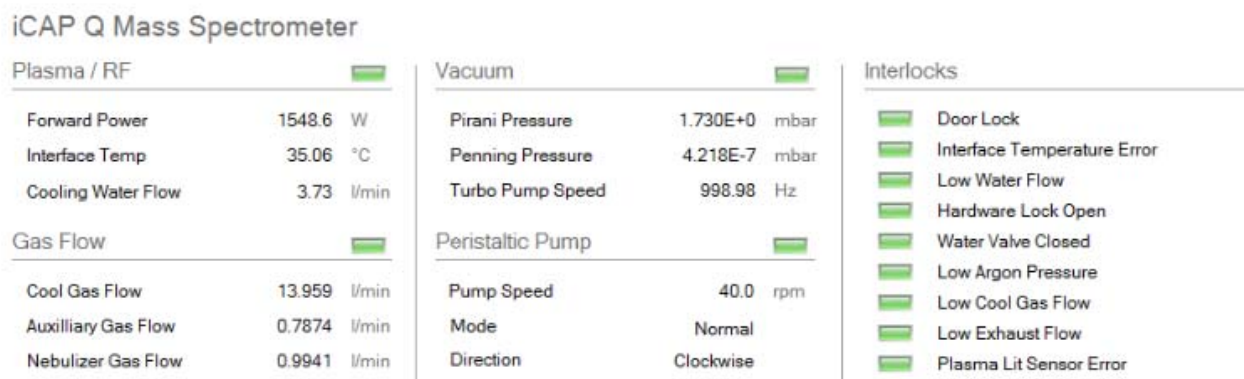 iCAP Q Mass Spectrometer
Plasma / RF
Forward Power 1548.6 W
Interface Temp 35.06 °C
Cooling Water Flow 3.73 l/min
Gas Flow
Cool Gas Flow 13.959 l/min
Auxilliary Gas Flow 0.7874 l/min
Nebulizer Gas Flow 0.9941 l/min
Vacuum
Pirani Pressure 1.730E+0 mbar
Penning Pressure 4.218E-7 mbar
Turbo Pump Speed 998.98 Hz
Peristaltic Pump
Pump Speed 40.0 rpm
Mode Normal
Direction Clockwise
Interlocks
Door Lock
Interface Temperature Error
Low Water Flow
Hardware Lock Open
Water Valve Closed
Low Argon Pressure
Low Cool Gas Flow
Low Exhaust Flow
Plasma Lit Sensor Error